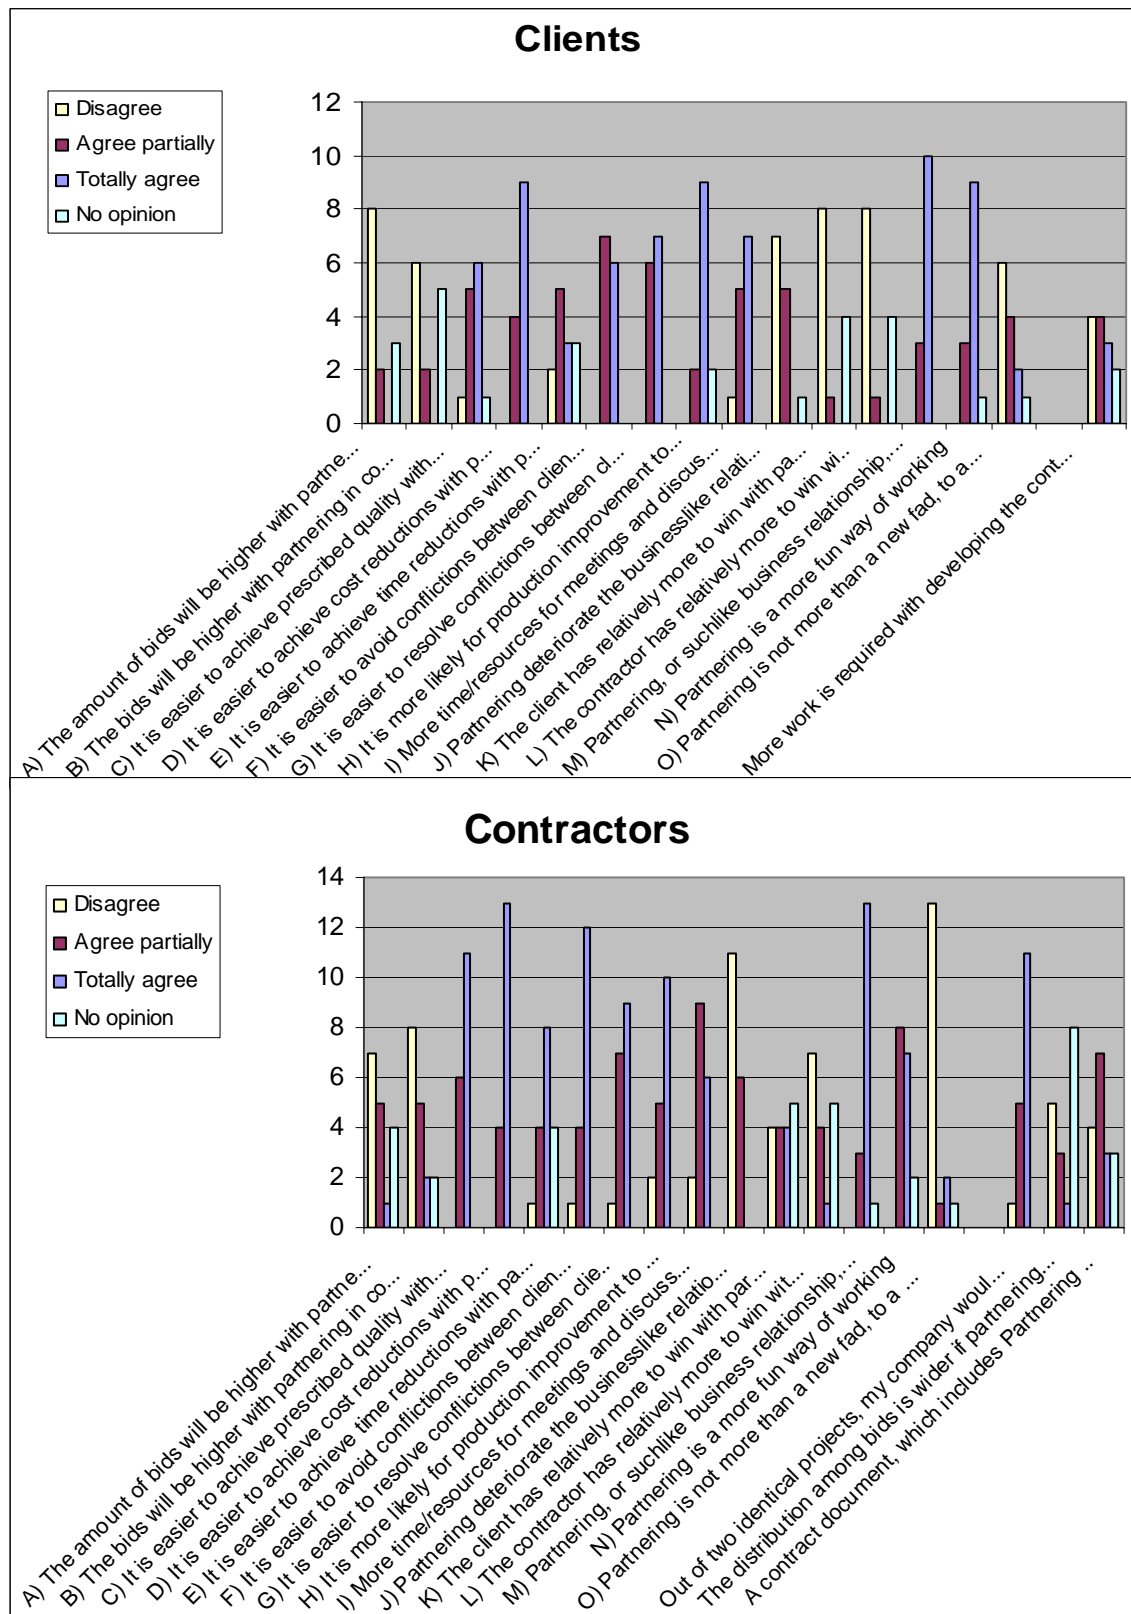 Clients
Disagree
Agree partially
Totally agree
No opinion
12
10
8
6
4
2
0
A) The amount of bids will be higher with partne...
B) The bids will be higher with partnering in co...
C) It is easier to achieve prescribed quality with...
D) It is easier to achieve cost reductions with p...
E) It is easier to achieve time reductions with p...
F) It is easier to avoid conflictions between clien...
G) It is easier to resolve conflictions between cl...
H) It is more likely for production improvement to...
I) More time/resources for meetings and discus...
J) Partnering deteriorate the businesslike relati...
K) The client has relatively more to win with pa...
L) The contractor has relatively more to win wi...
M) Partnering, or suchlike business relationship,...
N) Partnering is a more fun way of working
O) Partnering is not more than a new fad, to a...
More work is required with developing the cont...
Contractors
Disagree
Agree partially
Totally agree
No opinion
14
12
10
8
6
4
2
0
A) The amount of bids will be higher with partne...
B) The bids will be higher with partnering in co...
C) It is easier to achieve prescribed quality with...
D) It is easier to achieve cost reductions with p...
E) It is easier to achieve time reductions with pa...
F) It is easier to avoid conflictions between clien...
G) It is easier to resolve conflictions between clie..
H) It is more likely for production improvement to ...
I) More time/resources for meetings and discuss...
J) Partnering deteriorate the businesslike relatio...
K) The client has relatively more to win with par...
L) The contractor has relatively more to win wit...
M) Partnering, or suchlike business relationship,...
N) Partnering is a more fun way of working
O) Partnering is not more than a new fad, to a ...
Out of two identical projects, my company woul...
The distribution among bids is wider if partnering...
A contract document, which includes Partnering ..